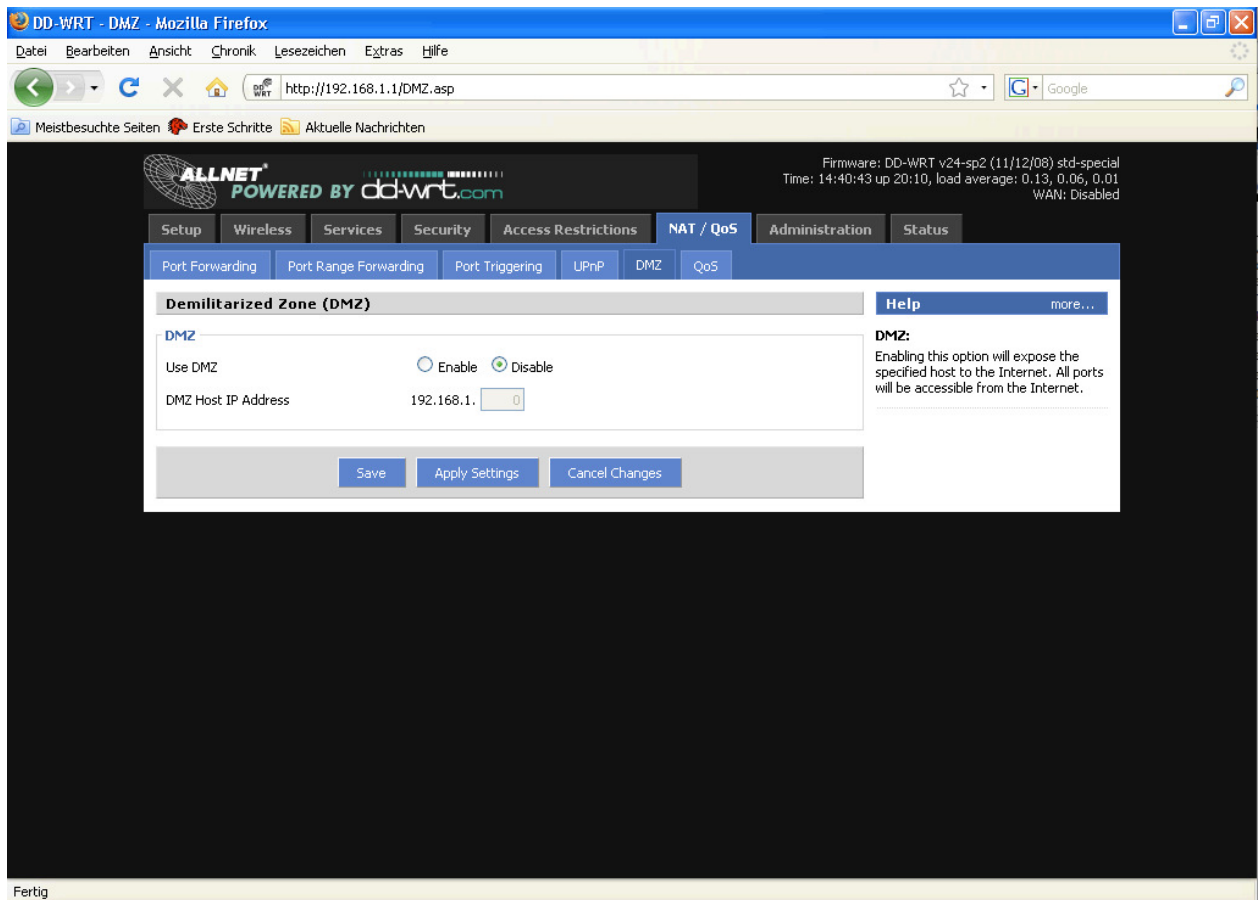 DD-WRT - DMZ - Mozilla Firefox
Datei Bearbeiten Ansicht Chronik Lesezeichen Extras Hilfe
DD WRT http://192.168.1.1/DMZ.asp G Google
Meistbesuchte Seiten Erste Schritte Aktuelle Nachrichten
ALLNET
POWERED BY dd-wrt.com
Firmware: DD-WRT v24-sp2 (11/12/08) std-special
Time: 14:40:43 up 20:10, load average: 0.13, 0.06, 0.01
WAN: Disabled
Setup Wireless Services Security Access Restrictions NAT / QoS Administration Status
Port Forwarding Port Range Forwarding Port Triggering UPnP DMZ QoS
Demilitarized Zone (DMZ)
DMZ
Use DMZ Enable Disable
DMZ Host IP Address 192.168.1. 0
Save Apply Settings Cancel Changes
Help more...
DMZ:
Enabling this option will expose the
specified host to the Internet. All ports
will be accessible from the Internet.
Fertig